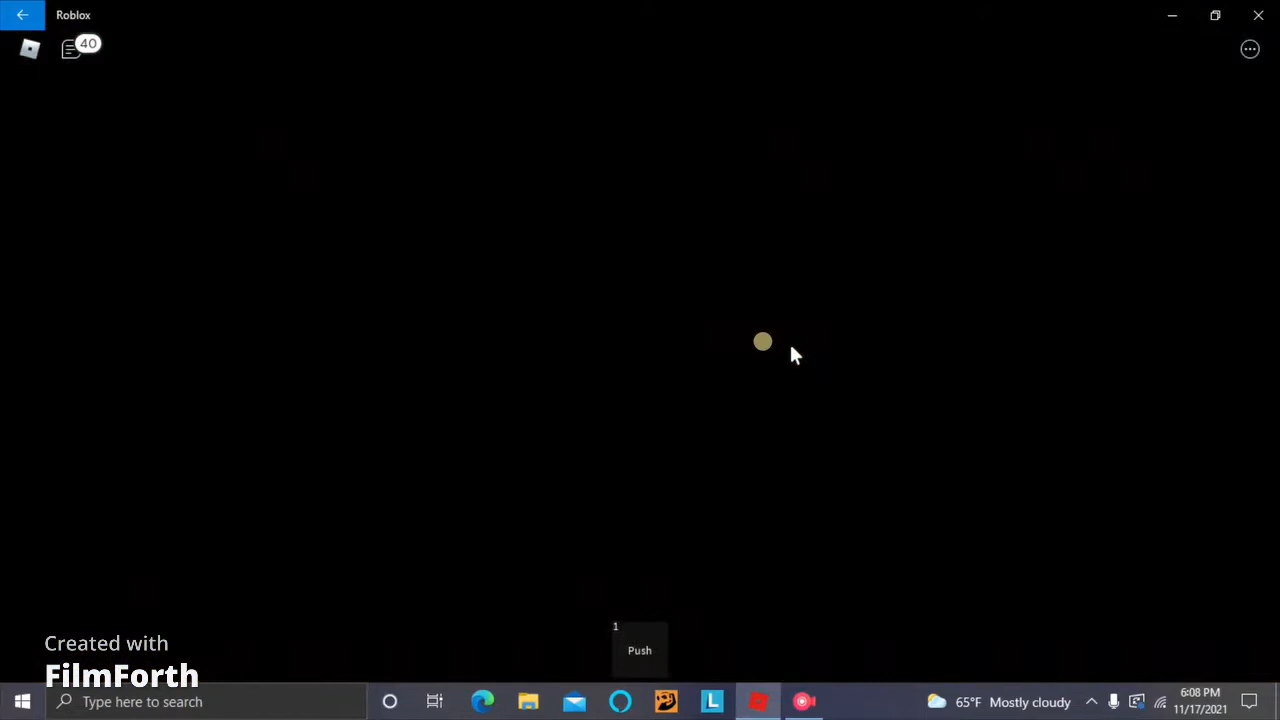 Roblox
40
1
Push
Created with
FilmForth
Type here to search
L
65°F Mostly cloudy
6:08 PM
11/17/2021